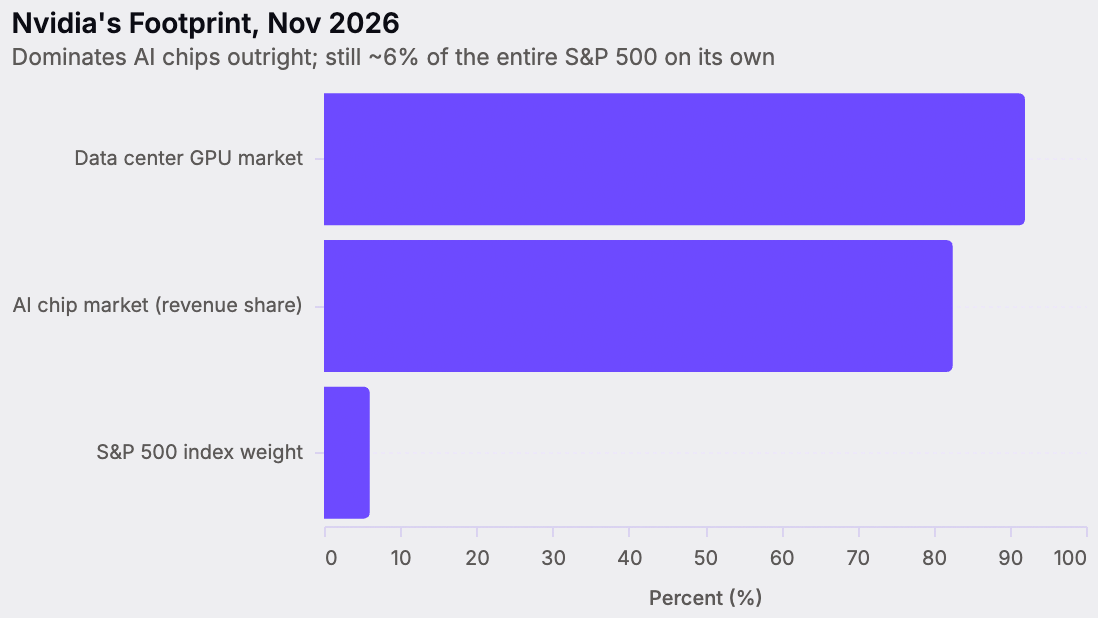 Nvidia's Footprint, Nov 2026
Dominates AI chips outright; still ~6% of the entire S&P 500 on its own
Data center GPU market
AI chip market (revenue share)
S&P 500 index weight
0 10 20 30 40 50 60 70 80 90 100
Percent (%)